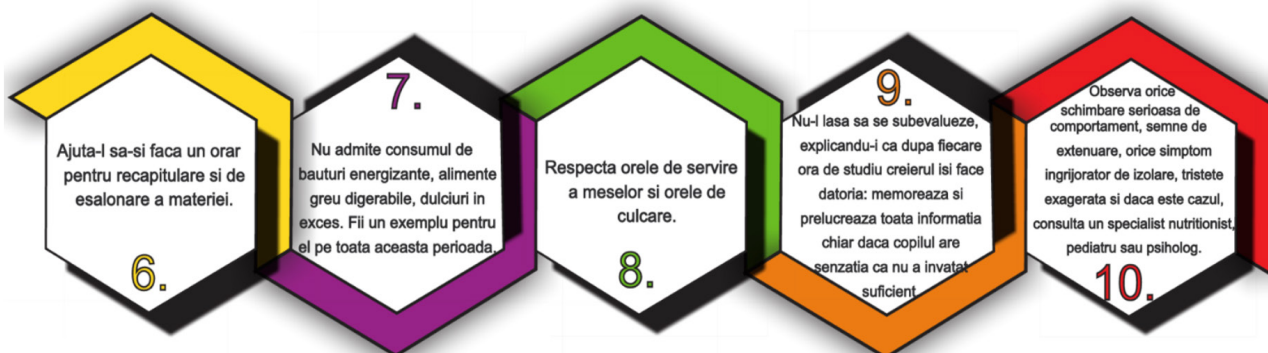 Ajuta-l sa-si faca un orar
pentru recapitulare si de
esalonare a materiei.
6.
7.
Nu admite consumul de
bauturi energizante, alimente
greu digerabile, dulciuri in
exces. Fii un exemplu pentru
el pe toata aceasta perioada.
Respecta orele de servire
a meselor si orele de
culcare.
8.
9.
Nu-l lasa sa se subevalueze,
explicandu-i ca dupa fiecare
ora de studiu creierul isi face
datoria: memoreaza si
prelucreaza toata informatia
chiar daca copilul are
senzatia ca nu a invatat
suficient
Observa orice
schimbare serioasa de
comportament, semne de
extenuare, orice simptom
ingrijorator de izolare, tristete
exagerata si daca este cazul,
consulta un specialist nutritionist,
pediatru sau psiholog.
10.